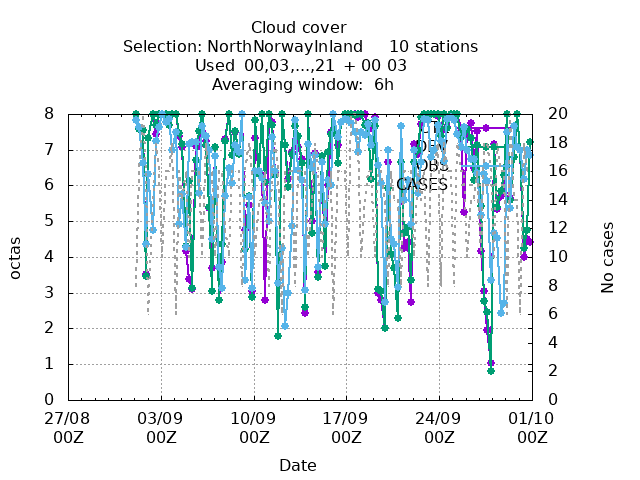 Cloud cover
Selection: NorthNorwayInland 10 stations
Used 00,03,...,21 + 00 03
Averaging window: 6h
8
7
6
5
4
3
2
1
0
octas
20
18
16
14
12
10
8
6
4
2
0
No cases
DEV
OBS
CASES
27/08 03/09 10/09 17/09 24/09 01/10
00Z 00Z 00Z 00Z 00Z 00Z
Date